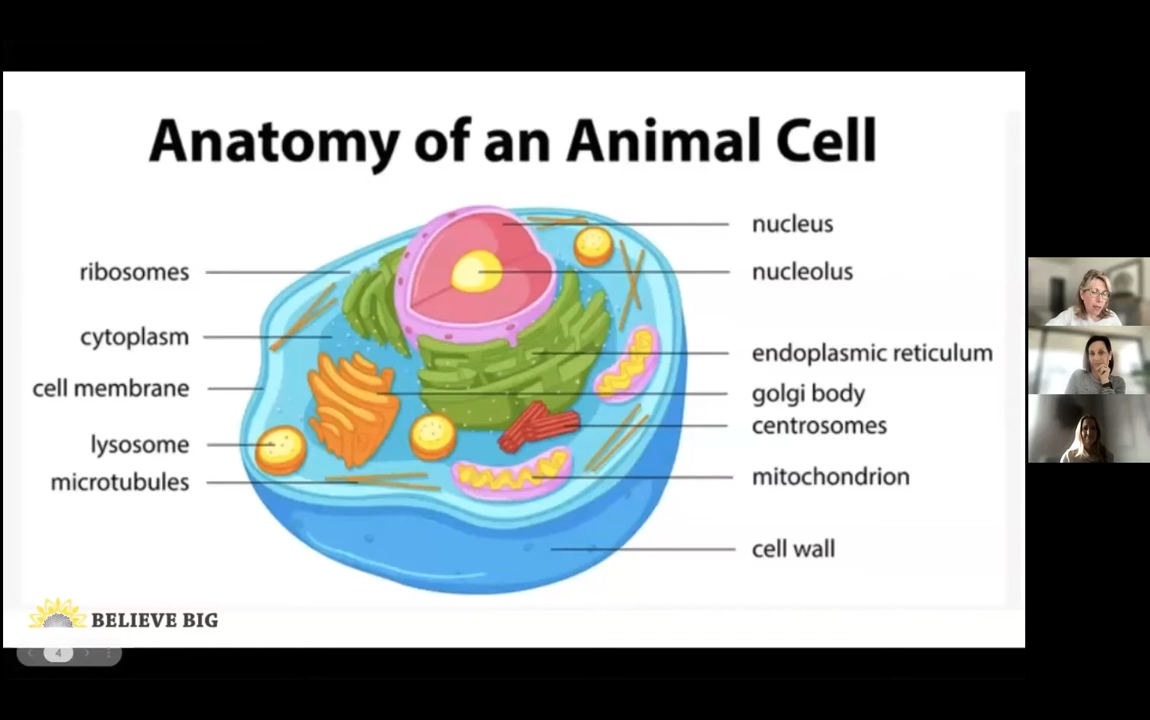 Anatomy of an Animal Cell
ribosomes
cytoplasm
cell membrane
lysosome
microtubules
nucleus
nucleolus
endoplasmic reticulum
golgi body
centrosomes
mitochondrion
cell wall
BELIEVE BIG
4